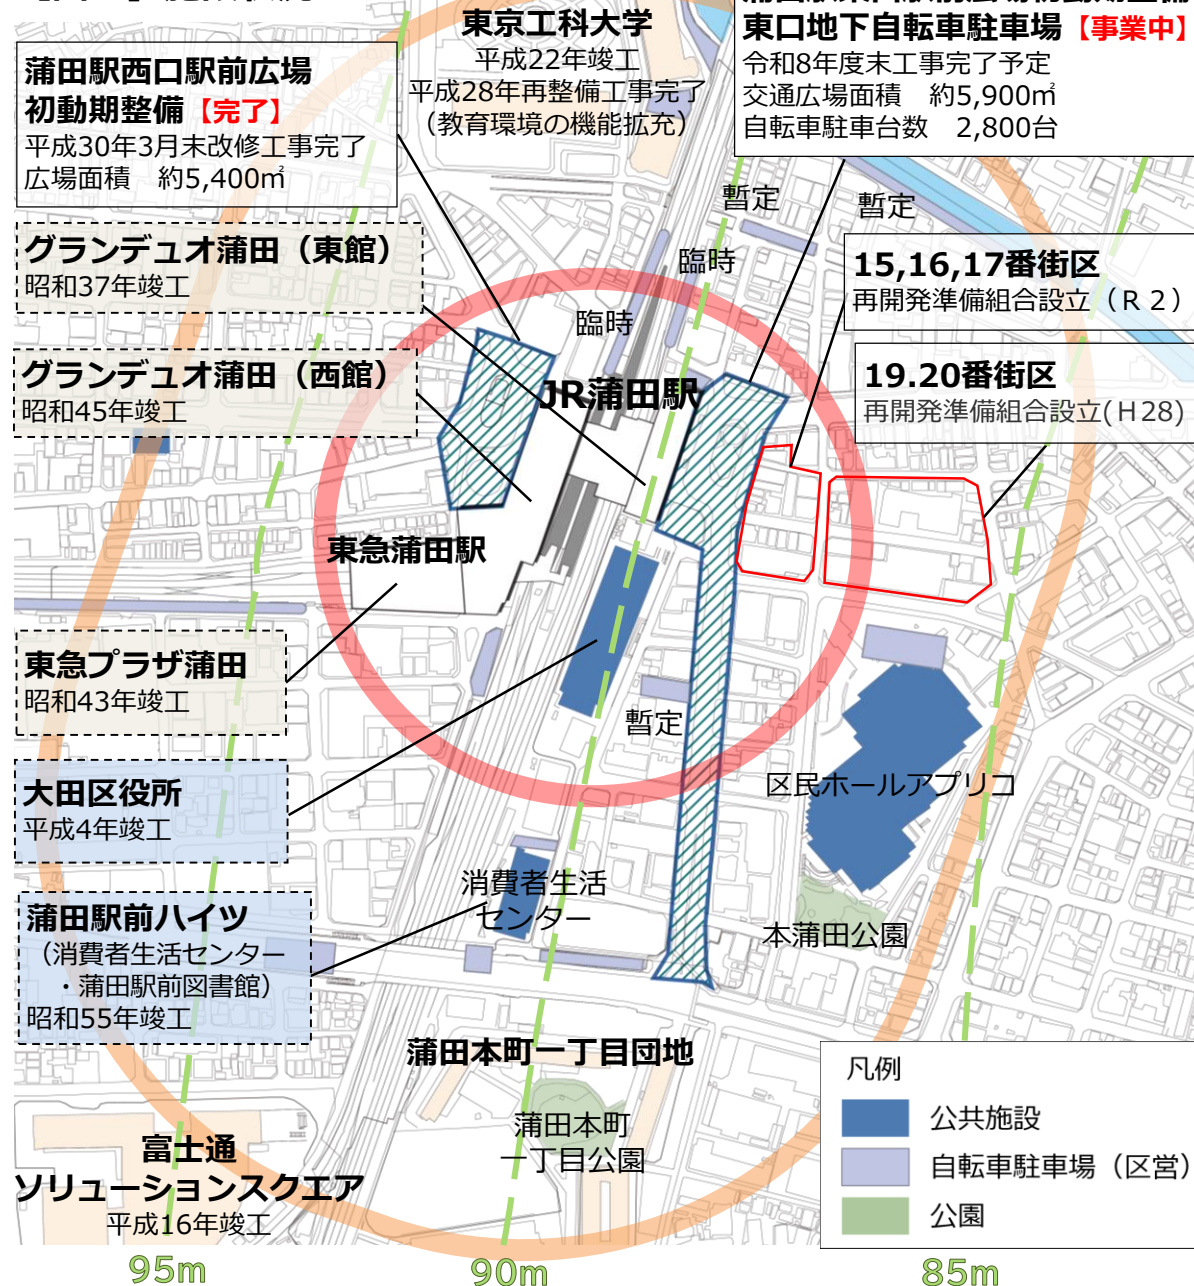 東京工科大学
平成22年竣工
平成28年再整備工事完了
（教育環境の機能拡充）
東口地下自転車駐車場【事業中】
令和8年度末工事完了予定
交通広場面積　約5,900㎡
自転車駐車台数　2,800台
蒲田駅西口駅前広場
初動期整備【完了】
平成30年3月末改修工事完了
広場面積　約5,400㎡
暫定
暫定
臨時
臨時
グランデュオ蒲田（東館）
昭和37年竣工
15,16,17番街区
再開発準備組合設立（R 2）
グランデュオ蒲田（西館）
昭和45年竣工
19.20番街区
再開発準備組合設立(H28)
JR蒲田駅
東急蒲田駅
東急プラザ蒲田
昭和43年竣工
暫定
大田区役所
平成4年竣工
区民ホールアプリコ
消費者生活
センター
蒲田駅前ハイツ
（消費者生活センター
・蒲田駅前図書館）
昭和55年竣工
本蒲田公園
蒲田本町一丁目団地
蒲田本町
一丁目公園
富士通
ソリューションスクエア
平成16年竣工
凡例
公共施設
自転車駐車場（区営）
公園
95m
90m
85m